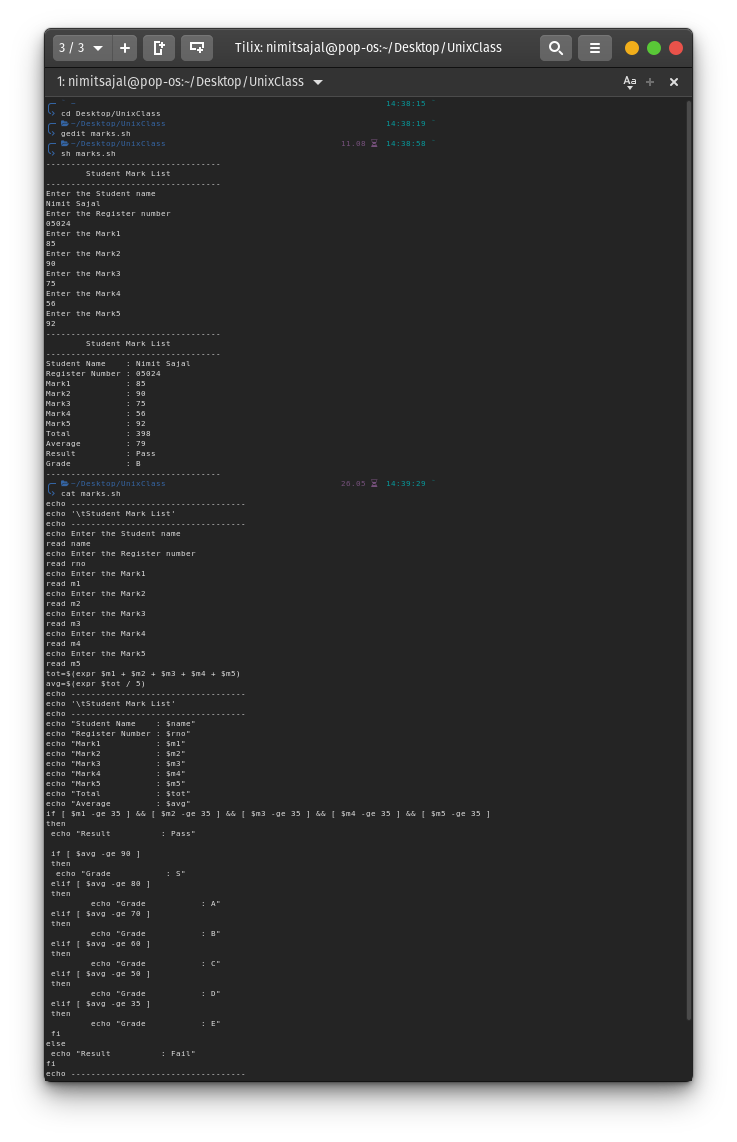 3 / 3
Tilix: nimitsajal@pop-os:~/Desktop/UnixClass
1: nimitsajal@pop-os:~/Desktop/UnixClass
~ 14:38:15
cd Desktop/UnixClass
~/Desktop/UnixClass 14:38:19
gedit marks.sh
~/Desktop/UnixClass 11.08 14:38:58
sh marks.sh
-----------------------------------
        Student Mark List
-----------------------------------
Enter the Student name
Nimit Sajal
Enter the Register number
05024
Enter the Mark1
85
Enter the Mark2
90
Enter the Mark3
75
Enter the Mark4
56
Enter the Mark5
92
-----------------------------------
        Student Mark List
-----------------------------------
Student Name    : Nimit Sajal
Register Number : 05024
Mark1           : 85
Mark2           : 90
Mark3           : 75
Mark4           : 56
Mark5           : 92
Total           : 398
Average         : 79
Result          : Pass
Grade           : B
-----------------------------------
~/Desktop/UnixClass 26.05 14:39:29
cat marks.sh
echo -----------------------------------
echo '\tStudent Mark List'
echo -----------------------------------
echo Enter the Student name
read name
echo Enter the Register number
read rno
echo Enter the Mark1
read m1
echo Enter the Mark2
read m2
echo Enter the Mark3
read m3
echo Enter the Mark4
read m4
echo Enter the Mark5
read m5
tot=$(expr $m1 + $m2 + $m3 + $m4 + $m5)
avg=$(expr $tot / 5)
echo -----------------------------------
echo '\tStudent Mark List'
echo -----------------------------------
echo "Student Name    : $name"
echo "Register Number : $rno"
echo "Mark1           : $m1"
echo "Mark2           : $m2"
echo "Mark3           : $m3"
echo "Mark4           : $m4"
echo "Mark5           : $m5"
echo "Total           : $tot"
echo "Average         : $avg"
if [ $m1 -ge 35 ] && [ $m2 -ge 35 ] && [ $m3 -ge 35 ] && [ $m4 -ge 35 ] && [ $m5 -ge 35 ]
then
 echo "Result          : Pass"

 if [ $avg -ge 90 ]
 then
  echo "Grade           : S"
 elif [ $avg -ge 80 ]
 then
         echo "Grade           : A"
 elif [ $avg -ge 70 ]
 then
         echo "Grade           : B"
 elif [ $avg -ge 60 ]
 then
         echo "Grade           : C"
 elif [ $avg -ge 50 ]
 then
         echo "Grade           : D"
 elif [ $avg -ge 35 ]
 then
         echo "Grade           : E"
 fi
else
 echo "Result          : Fail"
fi
echo -----------------------------------